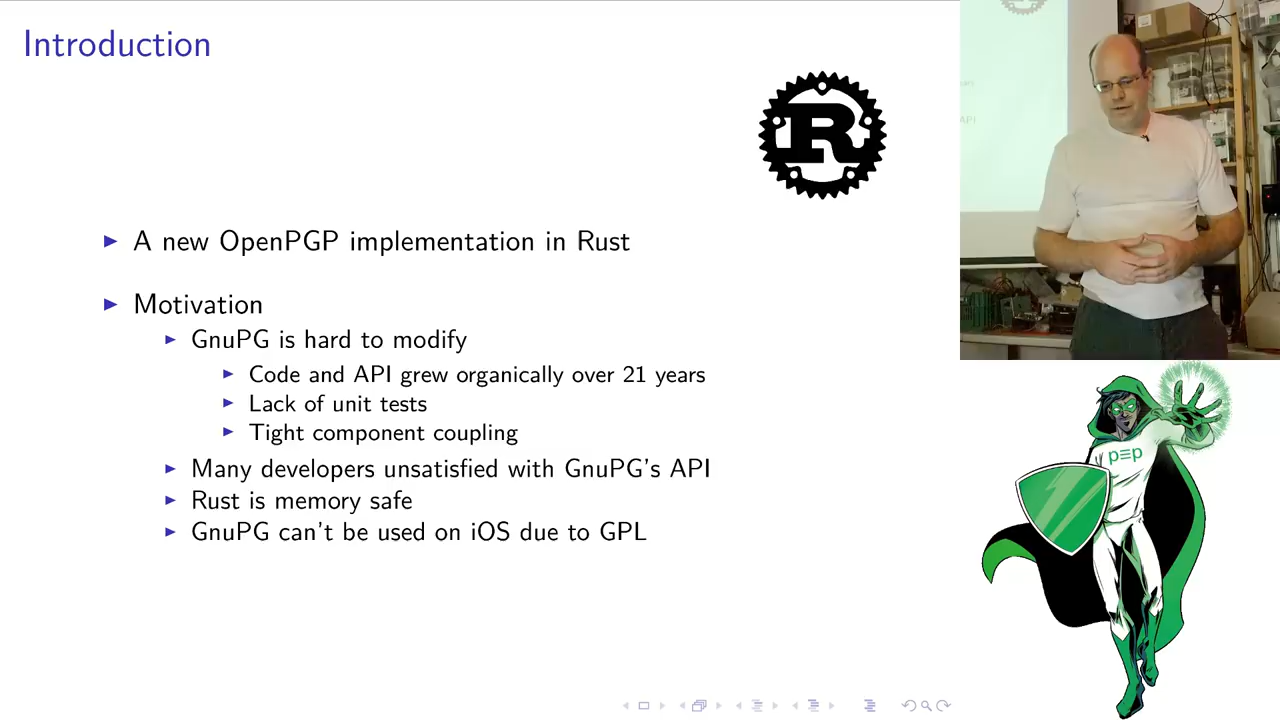 Introduction
R
A new OpenPGP implementation in Rust
Motivation
GnuPG is hard to modify
Code and API grew organically over 21 years
Lack of unit tests
Tight component coupling
Many developers unsatisfied with GnuPG's API
Rust is memory safe
GnuPG can't be used on iOS due to GPL
API
p≡p